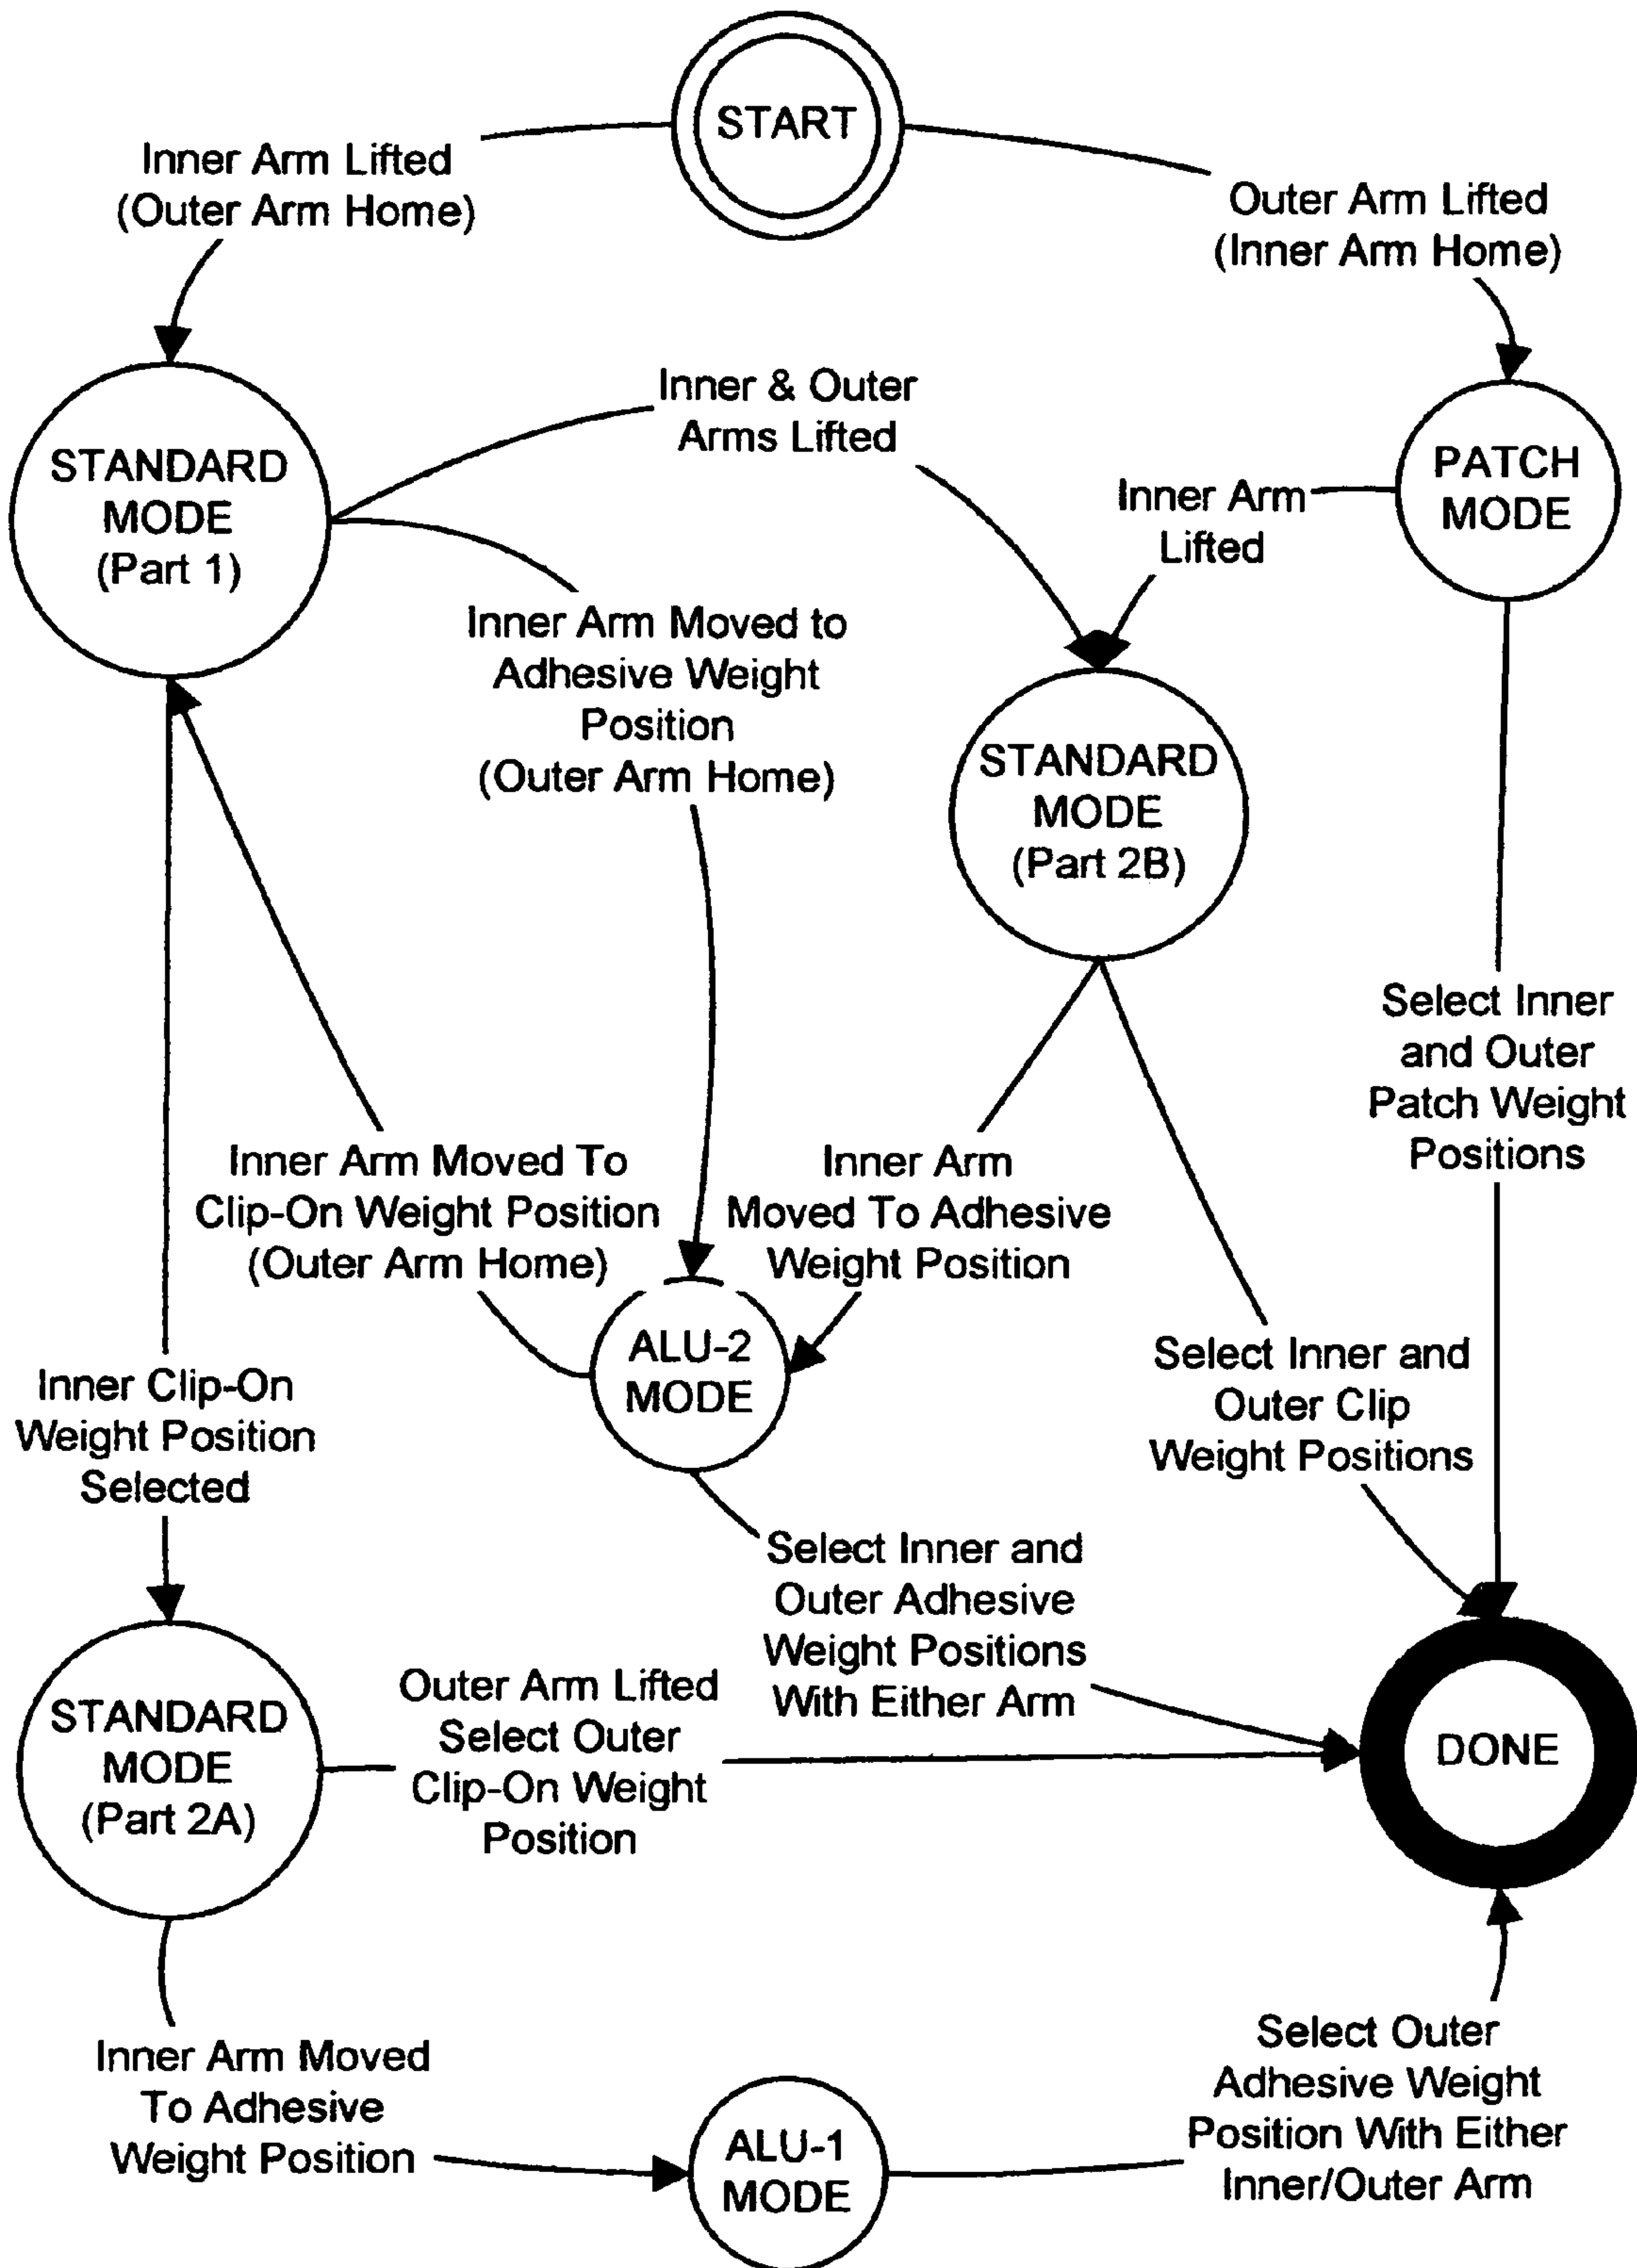 START
Inner Arm Lifted
(Outer Arm Home)
Outer Arm Lifted
(Inner Arm Home)
STANDARD
MODE
(Part 1)
Inner & Outer
Arms Lifted
Inner Arm
Lifted
PATCH
MODE
Inner Arm Moved to
Adhesive Weight
Position
(Outer Arm Home)
STANDARD
MODE
(Part 2B)
Select Inner
and Outer
Patch Weight
Positions
Inner Arm Moved To
Clip-On Weight Position
(Outer Arm Home)
Inner Arm
Moved To Adhesive
Weight Position
ALU-2
MODE
Select Inner and
Outer Clip
Weight Positions
Inner Clip-On
Weight Position
Selected
Select Inner and
Outer Adhesive
Weight Positions
With Either Arm
STANDARD
MODE
(Part 2A)
Outer Arm Lifted
Select Outer
Clip-On Weight
Position
DONE
Inner Arm Moved
To Adhesive
Weight Position
ALU-1
MODE
Select Outer
Adhesive Weight
Position With Either
Inner/Outer Arm